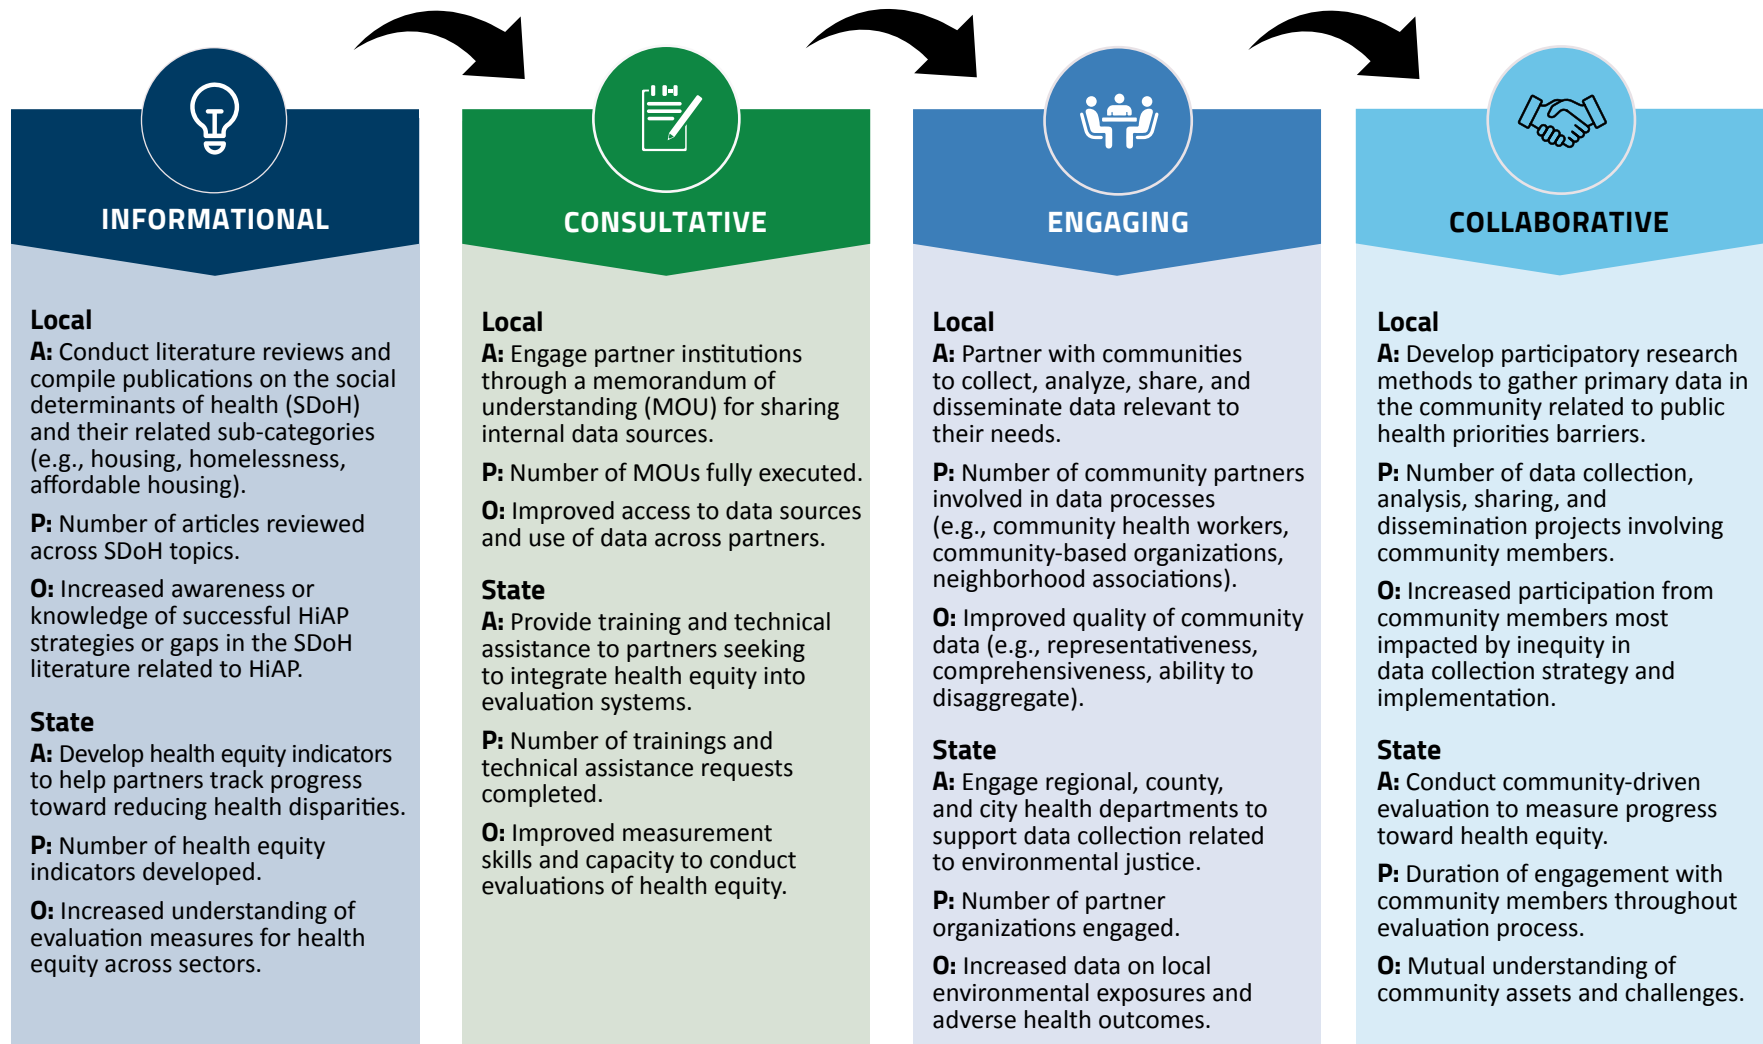 INFORMATIONAL
Local
A: Conduct literature reviews and
compile publications on the social
determinants of health (SDoH)
and their related sub-categories
(e.g., housing, homelessness,
affordable housing).
P: Number of articles reviewed
across SDoH topics.
O: Increased awareness or
knowledge of successful HiAP
strategies or gaps in the SDoH
literature related to HiAP.
State
A: Develop health equity indicators
to help partners track progress
toward reducing health disparities.
P: Number of health equity
indicators developed.
O: Increased understanding of
evaluation measures for health
equity across sectors.
CONSULTATIVE
Local
A: Engage partner institutions
through a memorandum of
understanding (MOU) for sharing
internal data sources.
P: Number of MOUs fully executed.
O: Improved access to data sources
and use of data across partners.
State
A: Provide training and technical
assistance to partners seeking
to integrate health equity into
evaluation systems.
P: Number of trainings and
technical assistance requests
completed.
O: Improved measurement
skills and capacity to conduct
evaluations of health equity.
ENGAGING
Local
A: Partner with communities
to collect, analyze, share, and
disseminate data relevant to
their needs.
P: Number of community partners
involved in data processes
(e.g., community health workers,
community-based organizations,
neighborhood associations).
O: Improved quality of community
data (e.g., representativeness,
comprehensiveness, ability to
disaggregate).
State
A: Engage regional, county,
and city health departments to
support data collection related
to environmental justice.
P: Number of partner
organizations engaged.
O: Increased data on local
environmental exposures and
adverse health outcomes.
COLLABORATIVE
Local
A: Develop participatory research
methods to gather primary data in
the community related to public
health priorities barriers.
P: Number of data collection,
analysis, sharing, and
dissemination projects involving
community members.
O: Increased participation from
community members most
impacted by inequity in
data collection strategy and
implementation.
State
A: Conduct community-driven
evaluation to measure progress
toward health equity.
P: Duration of engagement with
community members throughout
evaluation process.
O: Mutual understanding of
community assets and challenges.